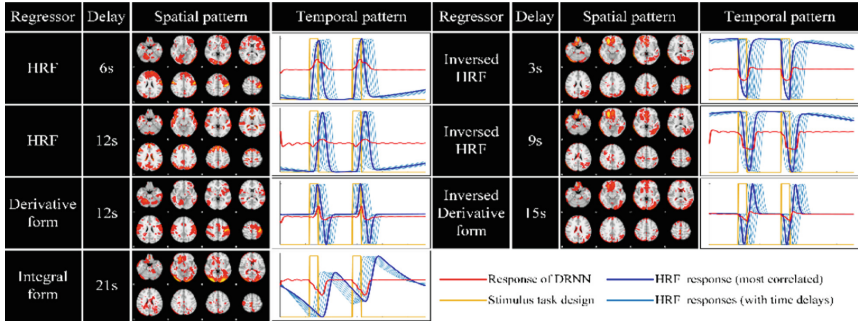 Regressor Delay Spatial pattern Temporal pattern Regressor Delay Spatial pattern Temporal pattern
HRF 6s Inversed HRF 3s
HRF 12s Inversed HRF 9s
Derivative form 12s Inversed Derivative form 15s
Integral form 21s
Response of DRNN HRF response (most correlated)
Stimulus task design HRF responses (with time delays)